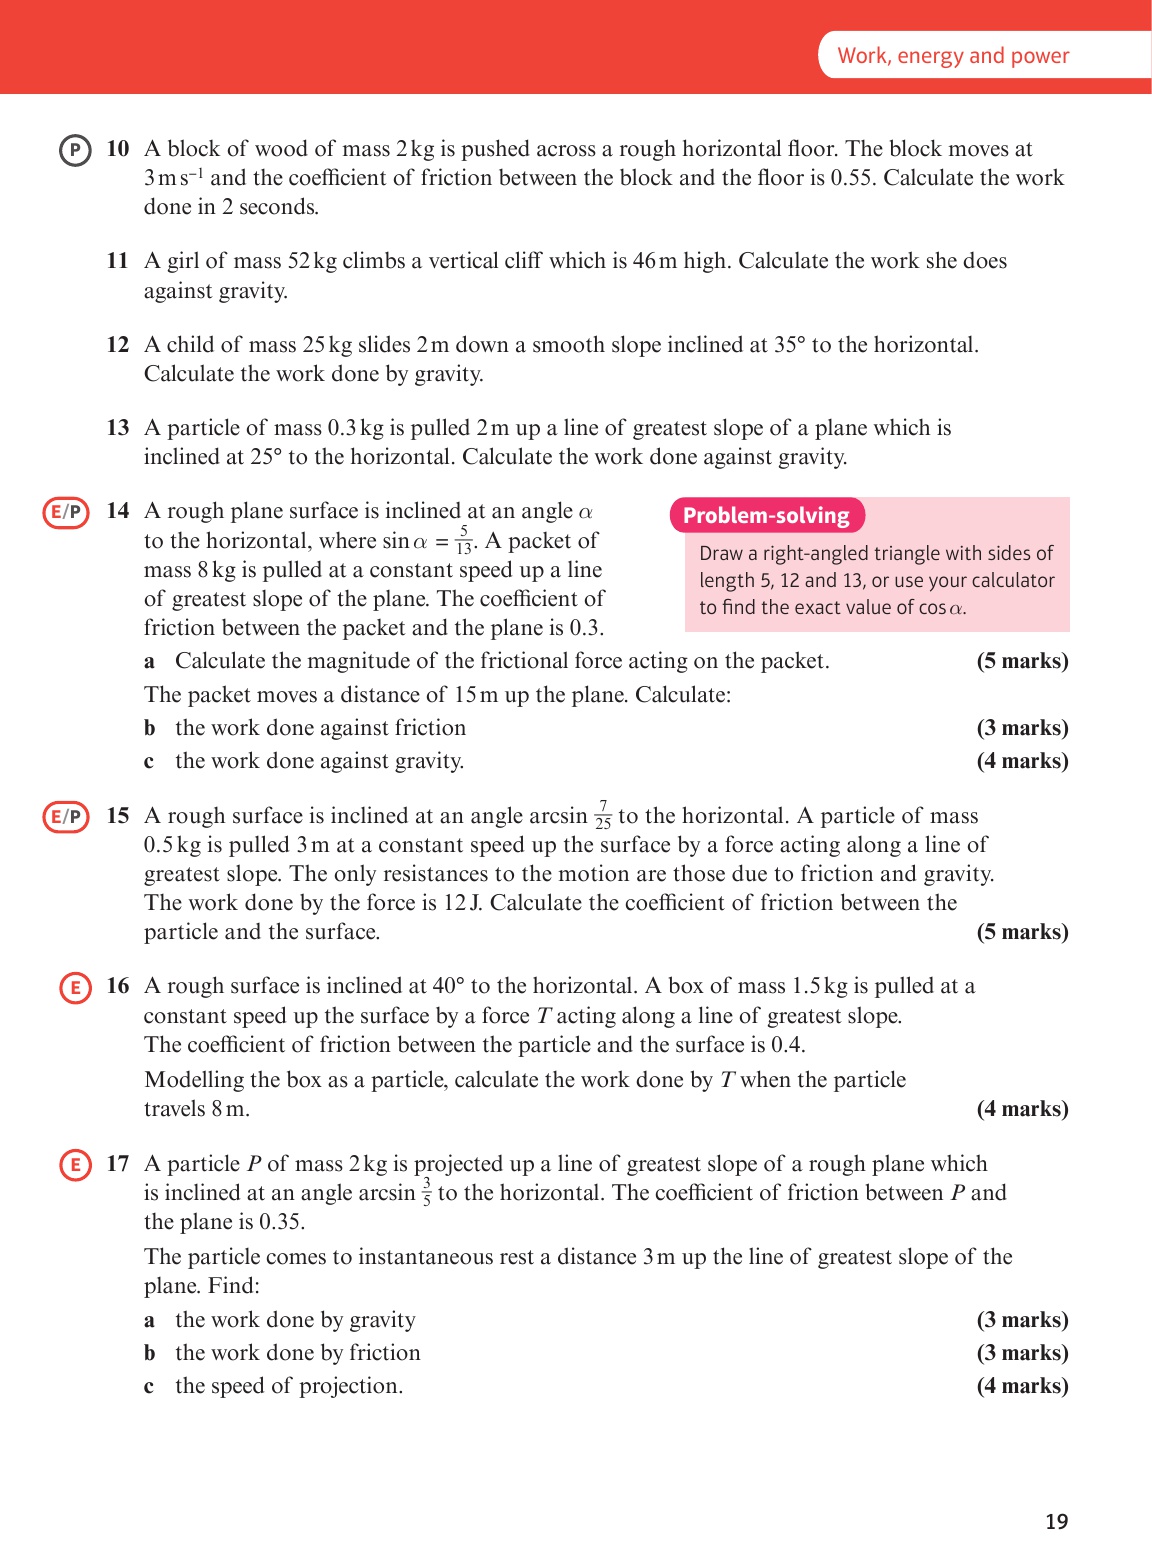 Work, energy and power
P 10 A block of wood of mass 2 kg is pushed across a rough horizontal floor. The block moves at
3 m s⁻¹ and the coefficient of friction between the block and the floor is 0.55. Calculate the work
done in 2 seconds.
11 A girl of mass 52 kg climbs a vertical cliff which is 46 m high. Calculate the work she does
against gravity.
12 A child of mass 25 kg slides 2 m down a smooth slope inclined at 35° to the horizontal.
Calculate the work done by gravity.
13 A particle of mass 0.3 kg is pulled 2 m up a line of greatest slope of a plane which is
inclined at 25° to the horizontal. Calculate the work done against gravity.
E/P 14 A rough plane surface is inclined at an angle α
to the horizontal, where sin α = 5/13. A packet of
mass 8 kg is pulled at a constant speed up a line
of greatest slope of the plane. The coefficient of
friction between the packet and the plane is 0.3.
Problem-solving
Draw a right-angled triangle with sides of
length 5, 12 and 13, or use your calculator
to find the exact value of cos α.
a Calculate the magnitude of the frictional force acting on the packet. (5 marks)
The packet moves a distance of 15 m up the plane. Calculate:
b the work done against friction (3 marks)
c the work done against gravity. (4 marks)
E/P 15 A rough surface is inclined at an angle arcsin 7/25 to the horizontal. A particle of mass
0.5 kg is pulled 3 m at a constant speed up the surface by a force acting along a line of
greatest slope. The only resistances to the motion are those due to friction and gravity.
The work done by the force is 12 J. Calculate the coefficient of friction between the
particle and the surface. (5 marks)
E 16 A rough surface is inclined at 40° to the horizontal. A box of mass 1.5 kg is pulled at a
constant speed up the surface by a force T acting along a line of greatest slope.
The coefficient of friction between the particle and the surface is 0.4.
Modelling the box as a particle, calculate the work done by T when the particle
travels 8 m. (4 marks)
E 17 A particle P of mass 2 kg is projected up a line of greatest slope of a rough plane which
is inclined at an angle arcsin 3/5 to the horizontal. The coefficient of friction between P and
the plane is 0.35.
The particle comes to instantaneous rest a distance 3 m up the line of greatest slope of the
plane. Find:
a the work done by gravity (3 marks)
b the work done by friction (3 marks)
c the speed of projection. (4 marks)
19